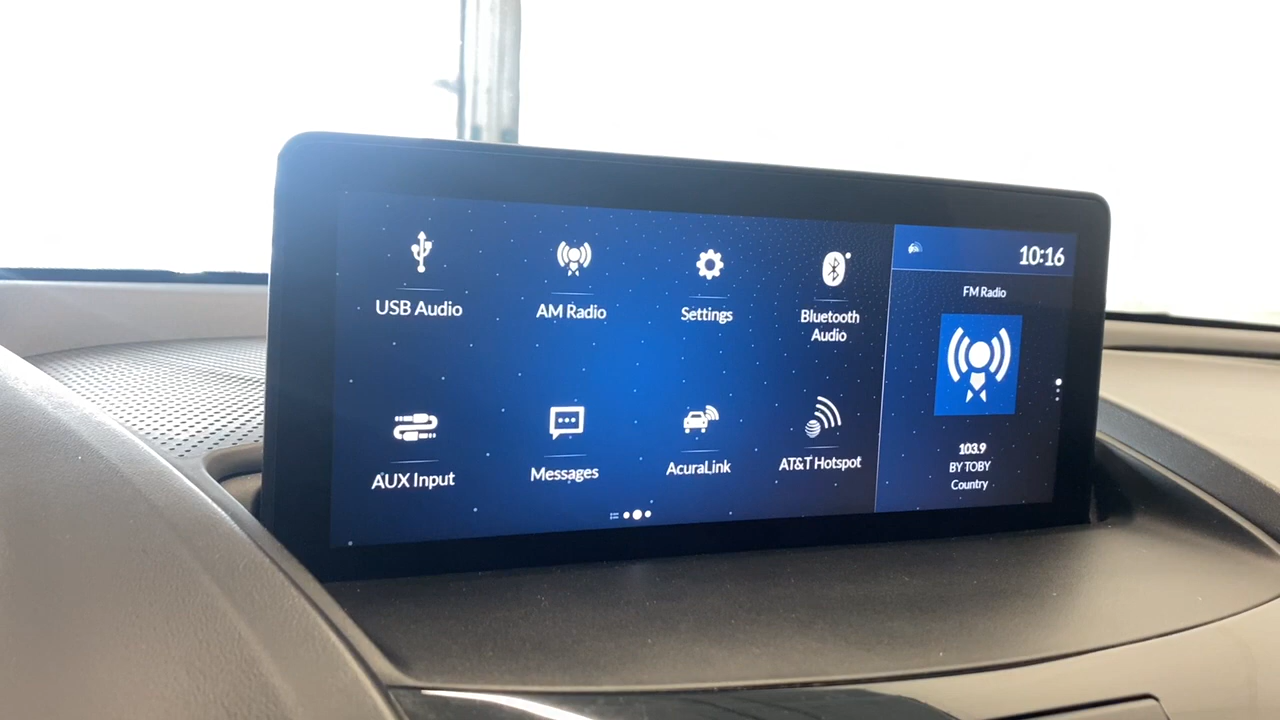 USB Audio
AM Radio
Settings
Bluetooth
Audio
AUX Input
Messages
AcuraLink
AT&T Hotspot
10:16
FM Radio
103.9
BY TOBY
Country